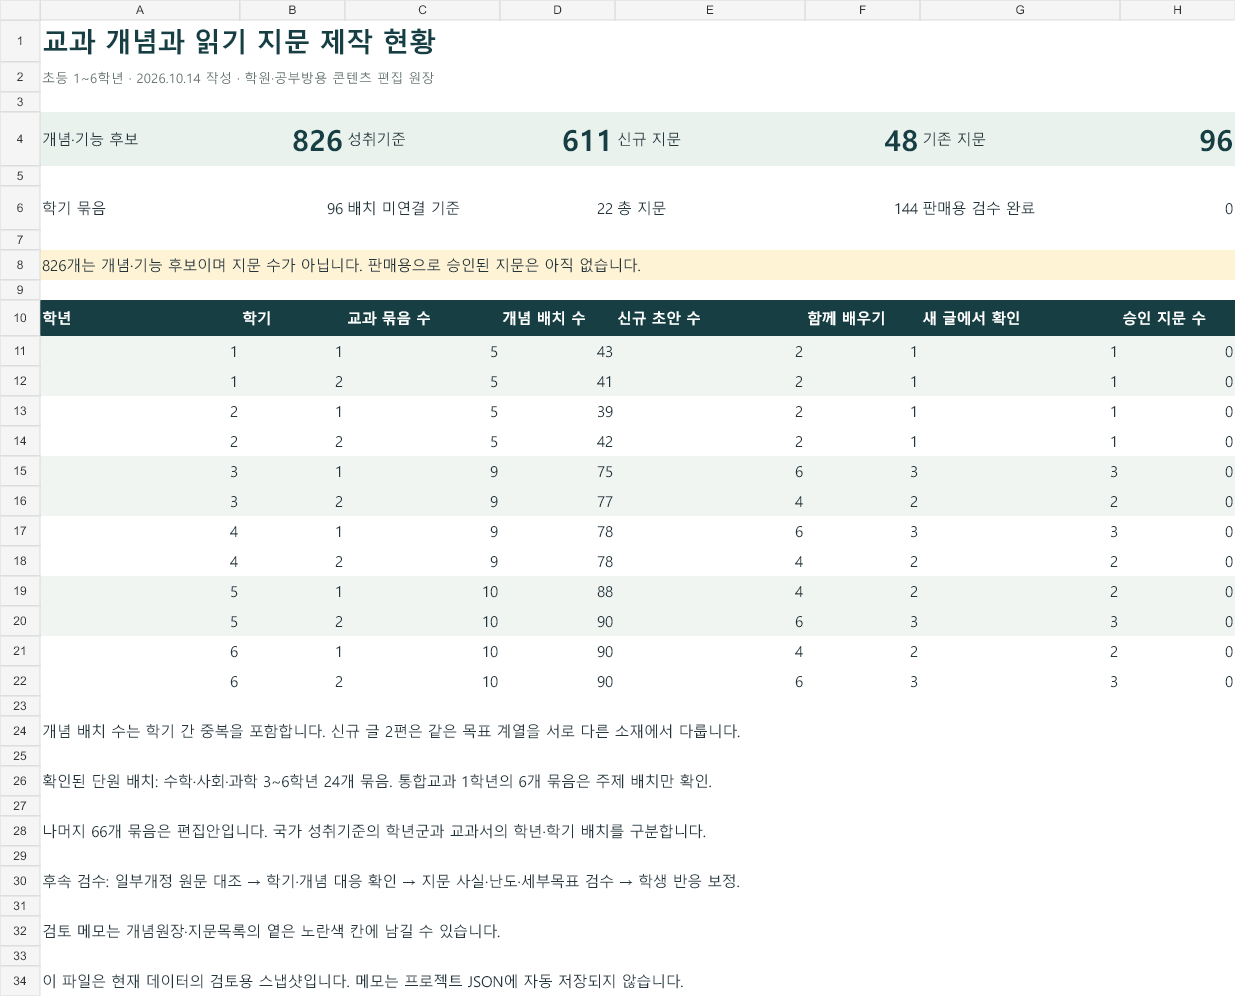 A B C D E F G H
1 교과 개념과 읽기 지문 제작 현황
2 초등 1~6학년 · 2026.10.14 작성 · 학원·공부방용 콘텐츠 편집 원장
3
4 개념·기능 후보 826 성취기준 611 신규 지문 48 기존 지문 96
5
6 학기 묶음 96 배치 미연결 기준 22 총 지문 144 판매용 검수 완료 0
7
8 826개는 개념·기능 후보이며 지문 수가 아닙니다. 판매용으로 승인된 지문은 아직 없습니다.
9
10 학년 학기 교과 묶음 수 개념 배치 수 신규 초안 수 함께 배우기 새 글에서 확인 승인 지문 수
11 1 1 5 43 2 1 1 0
12 1 2 5 41 2 1 1 0
13 2 1 5 39 2 1 1 0
14 2 2 5 42 2 1 1 0
15 3 1 9 75 6 3 3 0
16 3 2 9 77 4 2 2 0
17 4 1 9 78 6 3 3 0
18 4 2 9 78 4 2 2 0
19 5 1 10 88 4 2 2 0
20 5 2 10 90 6 3 3 0
21 6 1 10 90 4 2 2 0
22 6 2 10 90 6 3 3 0
23
24 개념 배치 수는 학기 간 중복을 포함합니다. 신규 글 2편은 같은 목표 계열을 서로 다른 소재에서 다룹니다.
25
26 확인된 단원 배치: 수학·사회·과학 3~6학년 24개 묶음. 통합교과 1학년의 6개 묶음은 주제 배치만 확인.
27
28 나머지 66개 묶음은 편집안입니다. 국가 성취기준의 학년군과 교과서의 학년·학기 배치를 구분합니다.
29
30 후속 검수: 일부개정 원문 대조 → 학기·개념 대응 확인 → 지문 사실·난도·세부목표 검수 → 학생 반응 보정.
31
32 검토 메모는 개념원장·지문목록의 옅은 노란색 칸에 남길 수 있습니다.
33
34 이 파일은 현재 데이터의 검토용 스냅샷입니다. 메모는 프로젝트 JSON에 자동 저장되지 않습니다.